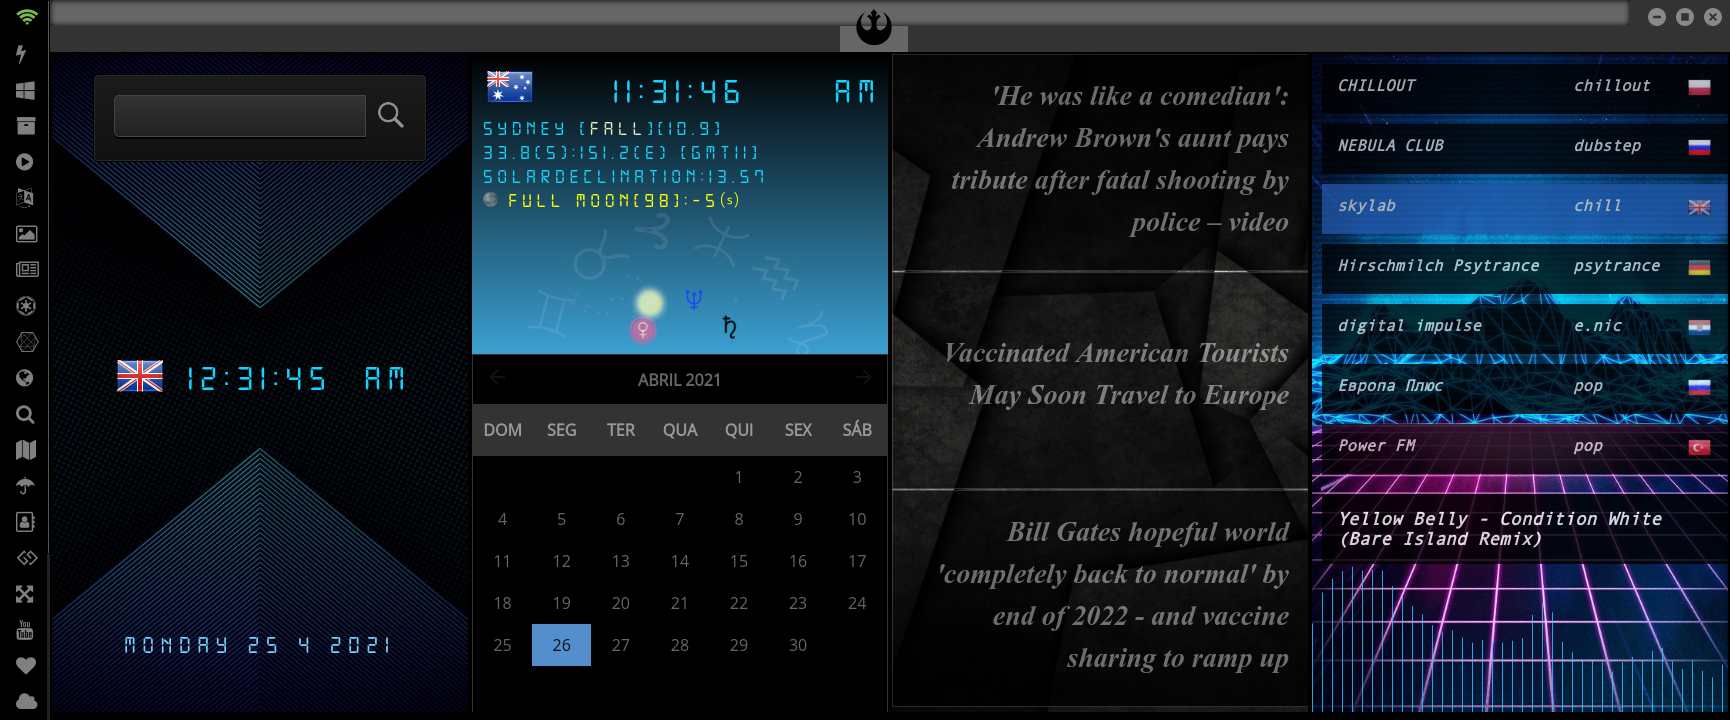 12:31:45 AM
MONDAY 25 4 2021
11:31:46 AM
SYDNEY [FALL][10.9]
33.8(S):151.2(E) [GMT11]
SOLARDECLINATION:13.57
FULL MOON[98]:-5(s)
ABRIL 2021
DOM SEG TER QUA QUI SEX SÁB
1 2 3
4 5 6 7 8 9 10
11 12 13 14 15 16 17
18 19 20 21 22 23 24
25 26 27 28 29 30
'He was like a comedian':
Andrew Brown's aunt pays
tribute after fatal shooting by
police – video
Vaccinated American Tourists
May Soon Travel to Europe
Bill Gates hopeful world
'completely back to normal' by
end of 2022 - and vaccine
sharing to ramp up
CHILLOUT chillout
NEBULA CLUB dubstep
skylab chill
Hirschmilch Psytrance psytrance
digital impulse e.nic
Европа Плюс pop
Power FM pop
Yellow Belly - Condition White
(Bare Island Remix)
You
Tube